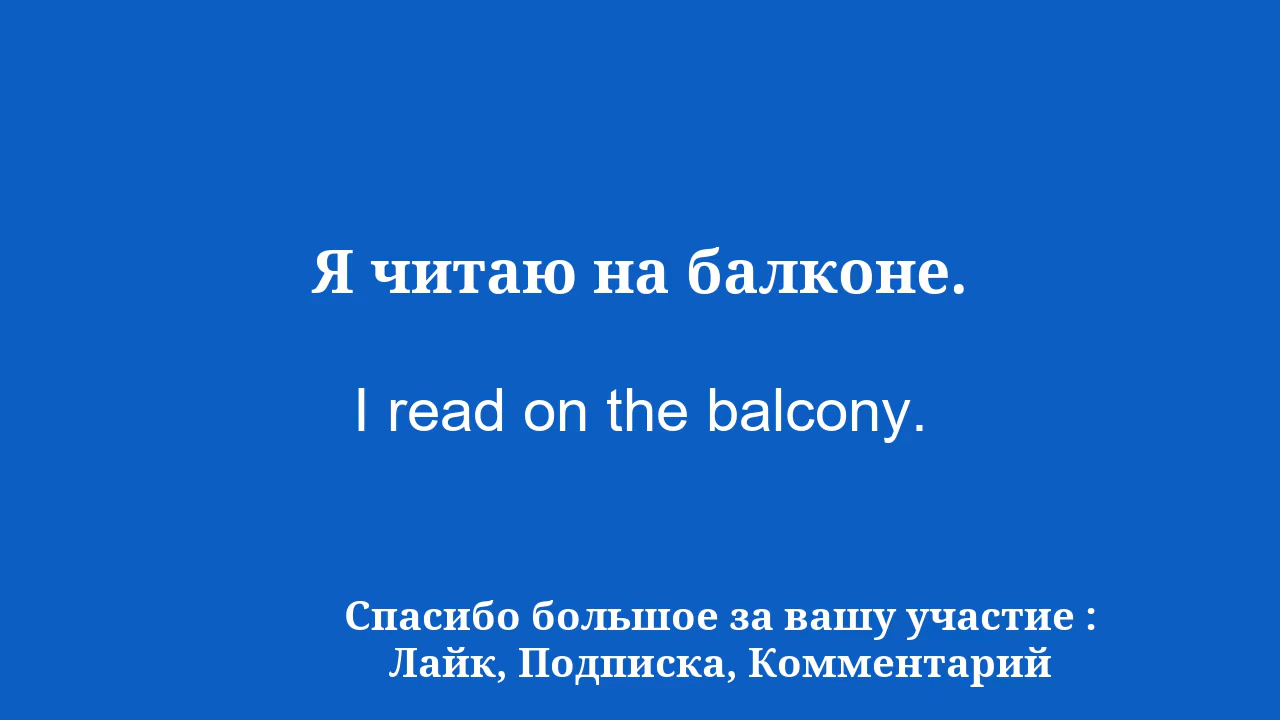 Я читаю на балконе.
I read on the balcony.
Спасибо большое за вашу участие :
Лайк, Подписка, Комментарий